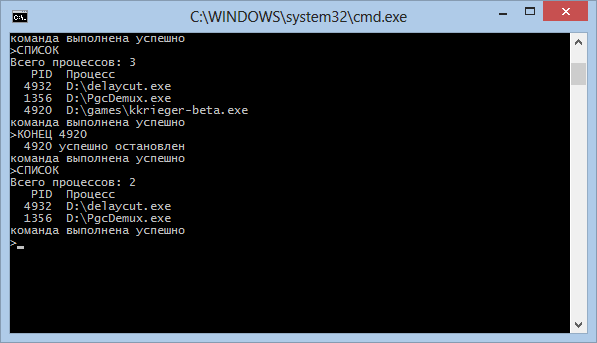 C:\WINDOWS\system32\cmd.exe
C:\.
команда выполнена успешно
>СПИСОК
Всего процессов: 3
PID Процесс
4932 D:\delaycut.exe
1356 D:\PgcDemux.exe
4920 D:\games\kkrieger-beta.exe
команда выполнена успешно
>КОНЕЦ 4920
4920 успешно остановлен
команда выполнена успешно
>СПИСОК
Всего процессов: 2
PID Процесс
4932 D:\delaycut.exe
1356 D:\PgcDemux.exe
команда выполнена успешно
>_